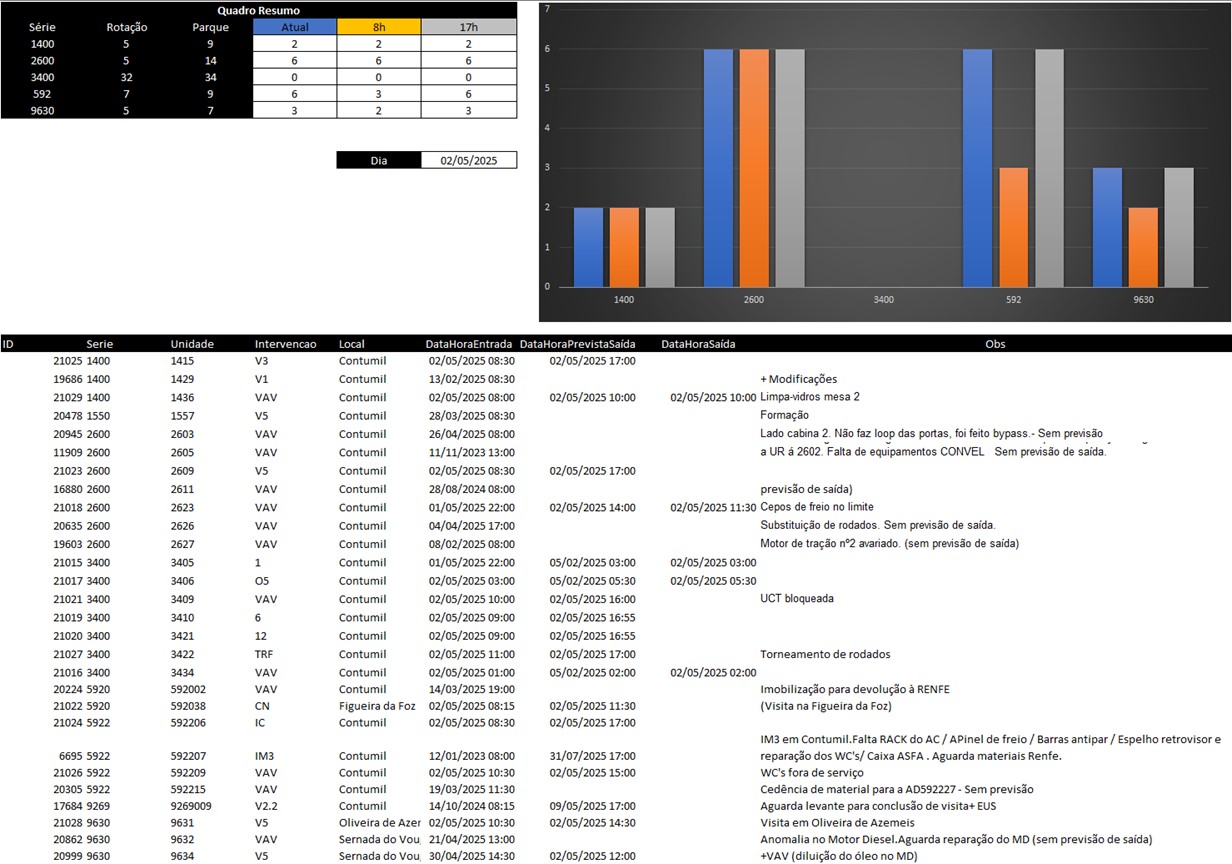 Quadro Resumo
Série Rotação Parque Atual 8h 17h
1400 5 9 2 2 2
2600 5 14 6 6 6
3400 32 34 0 0 0
592 7 9 6 3 6
9630 5 7 3 2 3
Dia 02/05/2025
7
6
5
4
3
2
1
0
1400 2600 3400 592 9630
ID Serie Unidade Intervencao Local DataHoraEntrada DataHoraPrevistaSaída DataHoraSaída Obs
21025 1400 1415 V3 Contumil 02/05/2025 08:30 02/05/2025 17:00
19686 1400 1429 V1 Contumil 13/02/2025 08:30 + Modificações
21029 1400 1436 VAV Contumil 02/05/2025 08:00 02/05/2025 10:00 02/05/2025 10:00 Limpa-vidros mesa 2
20478 1550 1557 V5 Contumil 28/03/2025 08:30 Formação
20945 2600 2603 VAV Contumil 26/04/2025 08:00 Lado cabina 2. Não faz loop das portas, foi feito bypass.- Sem previsão
11909 2600 2605 VAV Contumil 11/11/2023 13:00 a UR á 2602. Falta de equipamentos CONVEL Sem previsão de saída.
21023 2600 2609 V5 Contumil 02/05/2025 08:30 02/05/2025 17:00
16880 2600 2611 VAV Contumil 28/08/2024 08:00 previsão de saída)
21018 2600 2623 VAV Contumil 01/05/2025 22:00 02/05/2025 14:00 02/05/2025 11:30 Cepos de freio no limite
20635 2600 2626 VAV Contumil 04/04/2025 17:00 Substituição de rodados. Sem previsão de saída.
19603 2600 2627 VAV Contumil 08/02/2025 08:00 Motor de tração nº2 avariado. (sem previsão de saída)
21015 3400 3405 1 Contumil 01/05/2025 22:00 05/02/2025 03:00 02/05/2025 03:00
21017 3400 3406 O5 Contumil 02/05/2025 03:00 05/02/2025 05:30 02/05/2025 05:30
21021 3400 3409 VAV Contumil 02/05/2025 10:00 02/05/2025 16:00 UCT bloqueada
21019 3400 3410 6 Contumil 02/05/2025 09:00 02/05/2025 16:55
21020 3400 3421 12 Contumil 02/05/2025 09:00 02/05/2025 16:55
21027 3400 3422 TRF Contumil 02/05/2025 11:00 02/05/2025 17:00 Torneamento de rodados
21016 3400 3434 VAV Contumil 02/05/2025 01:00 05/02/2025 02:00 02/05/2025 02:00
20224 5920 592002 VAV Contumil 14/03/2025 19:00 Imobilização para devolução à RENFE
21022 5920 592038 CN Figueira da Foz 02/05/2025 08:15 02/05/2025 11:30 (Visita na Figueira da Foz)
21024 5922 592206 IC Contumil 02/05/2025 08:30 02/05/2025 17:00
IM3 em Contumil.Falta RACK do AC / APinel de freio / Barras antipar / Espelho retrovisor e
6695 5922 592207 IM3 Contumil 12/01/2023 08:00 31/07/2025 17:00 reparação dos WC's/ Caixa ASFA . Aguarda materiais Renfe.
21026 5922 592209 VAV Contumil 02/05/2025 10:30 02/05/2025 15:00 WC's fora de serviço
20305 5922 592215 VAV Contumil 19/03/2025 11:30 Cedência de material para a AD592227 - Sem previsão
17684 9269 9269009 V2.2 Contumil 14/10/2024 08:15 09/05/2025 17:00 Aguarda levante para conclusão de visita+ EUS
21028 9630 9631 V5 Oliveira de Azer 02/05/2025 10:30 02/05/2025 14:30 Visita em Oliveira de Azemeis
20862 9630 9632 VAV Sernada do Vou 21/04/2025 13:00 Anomalia no Motor Diesel.Aguarda reparação do MD (sem previsão de saída)
20999 9630 9634 V5 Sernada do Vou 30/04/2025 14:30 02/05/2025 12:00 +VAV (diluição do óleo no MD)